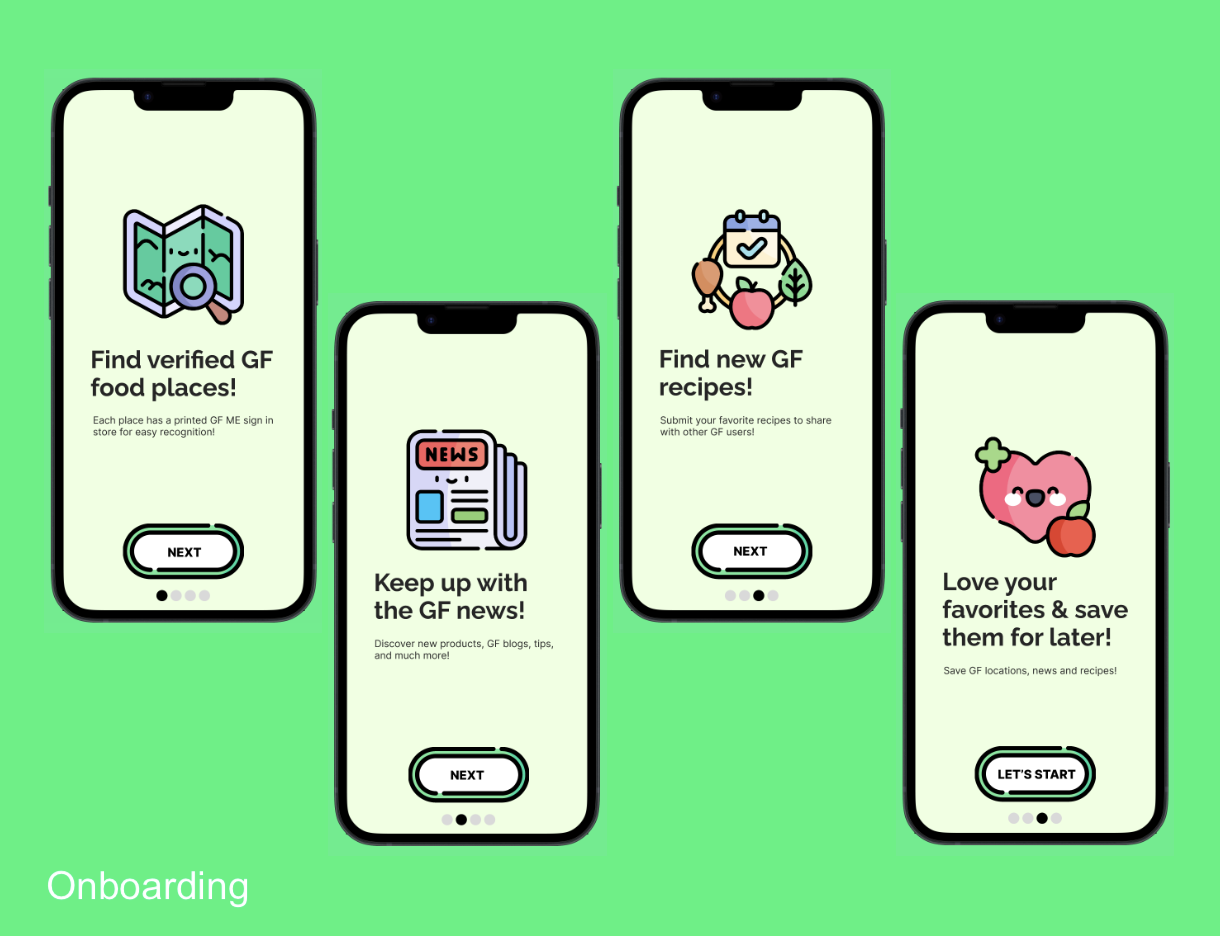 Find verified GF
food places!
Each place has a printed GF ME sign in
store for easy recognition!
NEXT
NEWS
Keep up with
the GF news!
Discover new products, GF blogs, tips,
and much more!
NEXT
Find new GF
recipes!
Submit your favorite recipes to share
with other GF users!
NEXT
Love your
favorites & save
them for later!
Save GF locations, news and recipes!
LET'S START
Onboarding